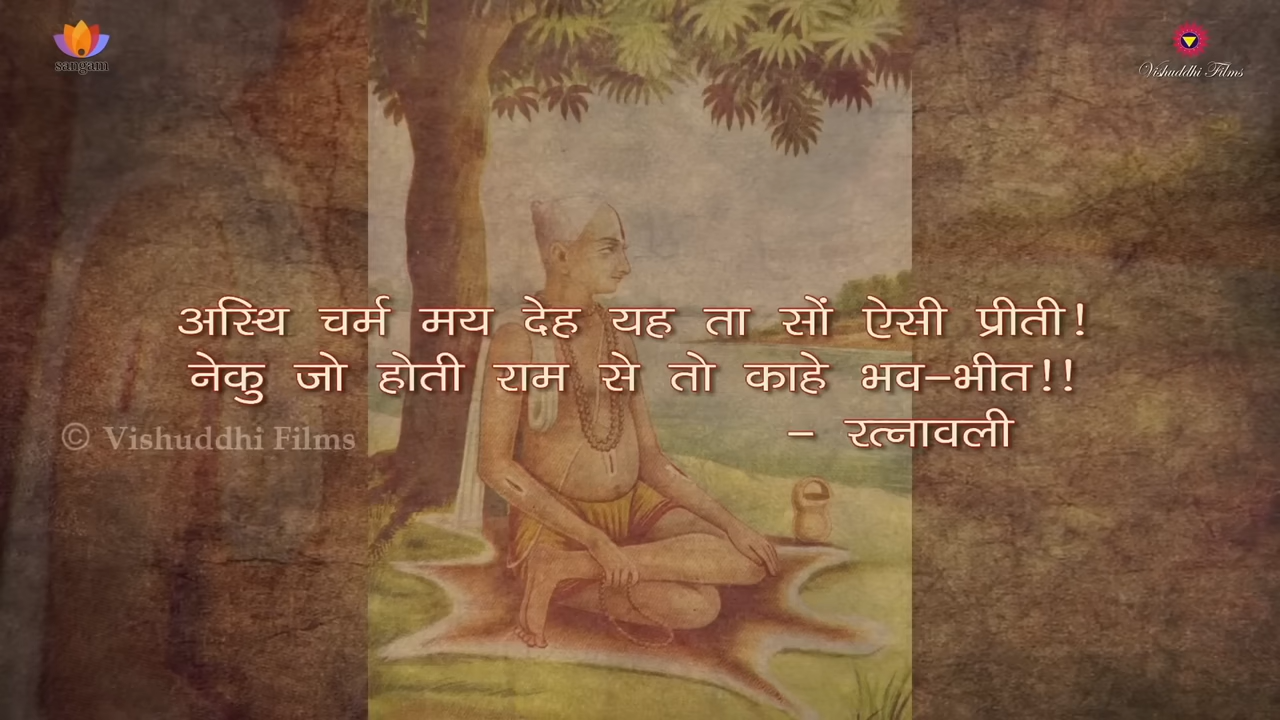 sangam
Vishuddhi Films
अस्थि चर्म मय देह यह ता सों ऐसी प्रीती!
नेकु जो होती राम से तो काहे भव-भीत!!
- रत्नावली
© Vishuddhi Films